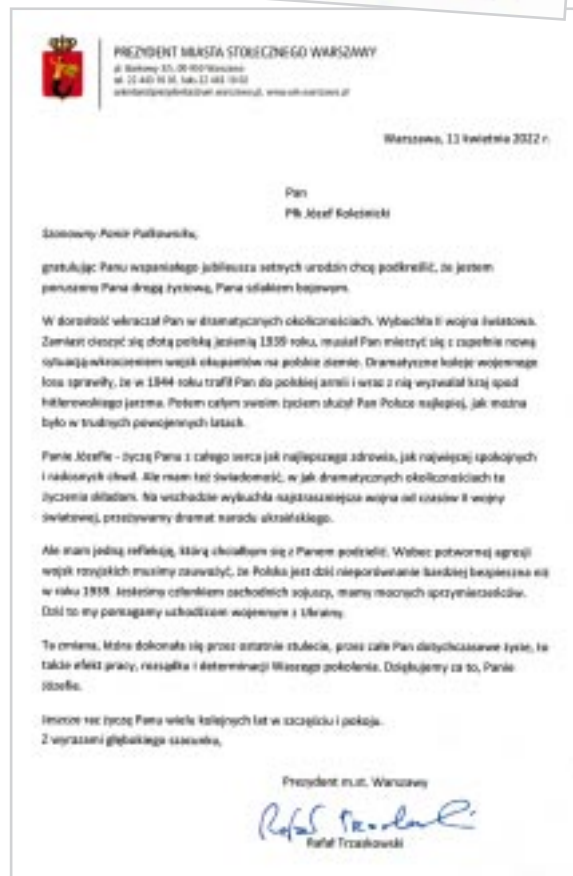 PREZYDENT MIASTA STOŁECZNEGO WARSZAWY
Warszawa, 11 kwietnia 2022 r.
Pan
Płk Józef Koleśnicki
Szanowny Panie Pułkowniku,
gratulując Panu wspaniałego jubileuszu setnych urodzin chcę podkreślić, że jestem
poruszony Pana drogą życiową, Pana szlakiem bojowym.
W dorosłość wkraczał Pan w dramatycznych okolicznościach. Wybuchła II wojna światowa.
Zamiast cieszyć się złotą polską jesienią 1939 roku, musiał Pan mierzyć się z zupełnie nową
sytuacją wkroczeniem wojsk okupantów na polskie ziemie. Dramatyczne koleje wojennego
losu sprawiły, że w 1944 roku trafił Pan do polskiej armii i wraz z nią wyzwalał kraj spod
hitlerowskiego jarzma. Potem całym swoim życiem służył Pan Polsce najlepiej, jak można
było w trudnych powojennych latach.
Panie Józefie - życzę Panu z całego serca jak najlepszego zdrowia, jak najwięcej spokojnych
i radosnych chwil. Ale mam też świadomość, w jak dramatycznych okolicznościach te
życzenia składam. Na wschodzie wybuchła najstraszniejsza wojna od czasów II wojny
światowej, przeżywamy dramat narodu ukraińskiego.
Ale mam jedną refleksję, którą chciałbym się z Panem podzielić. Wobec potwornej agresji
wojsk rosyjskich musimy zauważyć, że Polska jest dziś nieporównanie bardziej bezpieczna niż
w roku 1939. Jesteśmy członkiem zachodnich sojuszy, mamy mocnych sprzymierzeńców.
Dziś to my pomagamy uchodźcom wojennym z Ukrainy.
Ta zmiana, która dokonała się przez ostatnie stulecie, przez całe Pan dotychczasowe życie, to
także efekt pracy, rozsądku i determinacji Waszego pokolenia. Dziękujemy za to, Panie
Józefie.
Jeszcze raz życzę Panu wielu kolejnych lat w szczęściu i pokoju.
Z wyrazami głębokiego szacunku,
Prezydent m.st. Warszawy
Rafał Trzaskowski